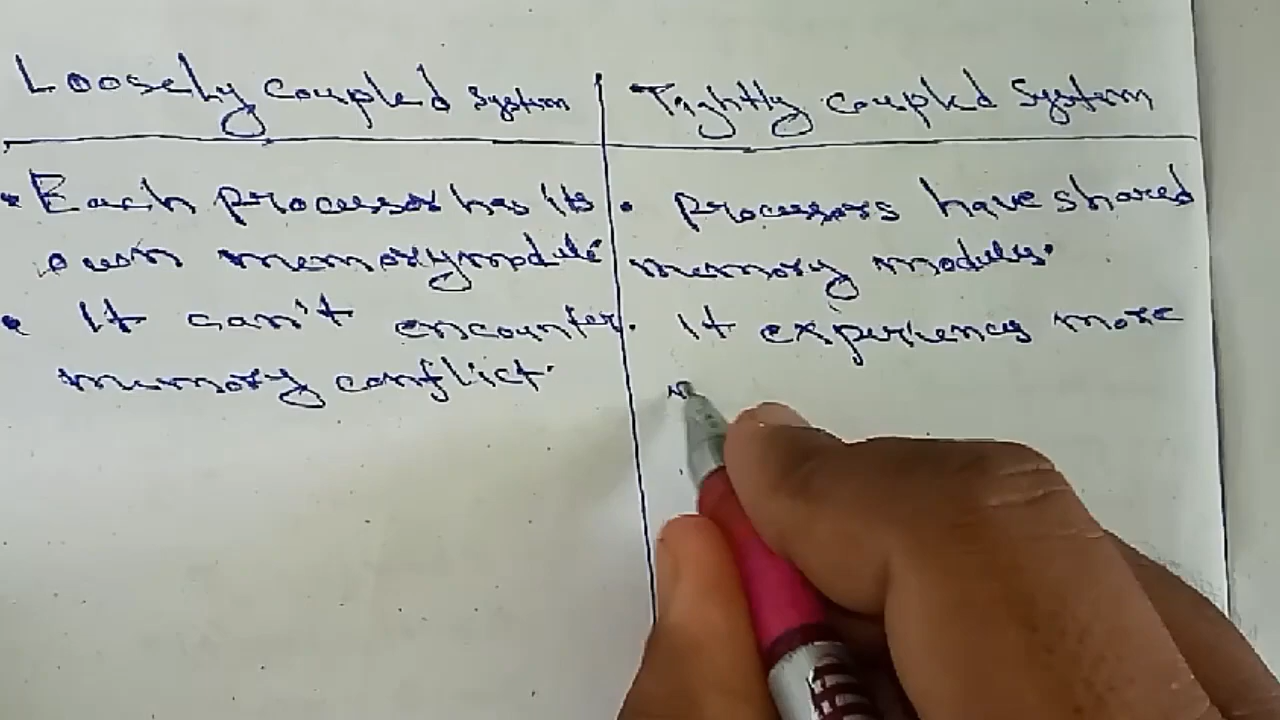 Loosely coupled system
Tightly coupled system
• Each processor has its
own memory module
• It can't encounter
memory conflict.
• Processors have shared
memory modules.
• It experiences more